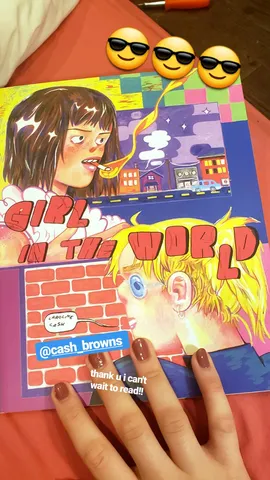 GIRL
IN THE WORLD
CAROLINE
CASH
@cash_browns
thank u i can't
wait to read!!